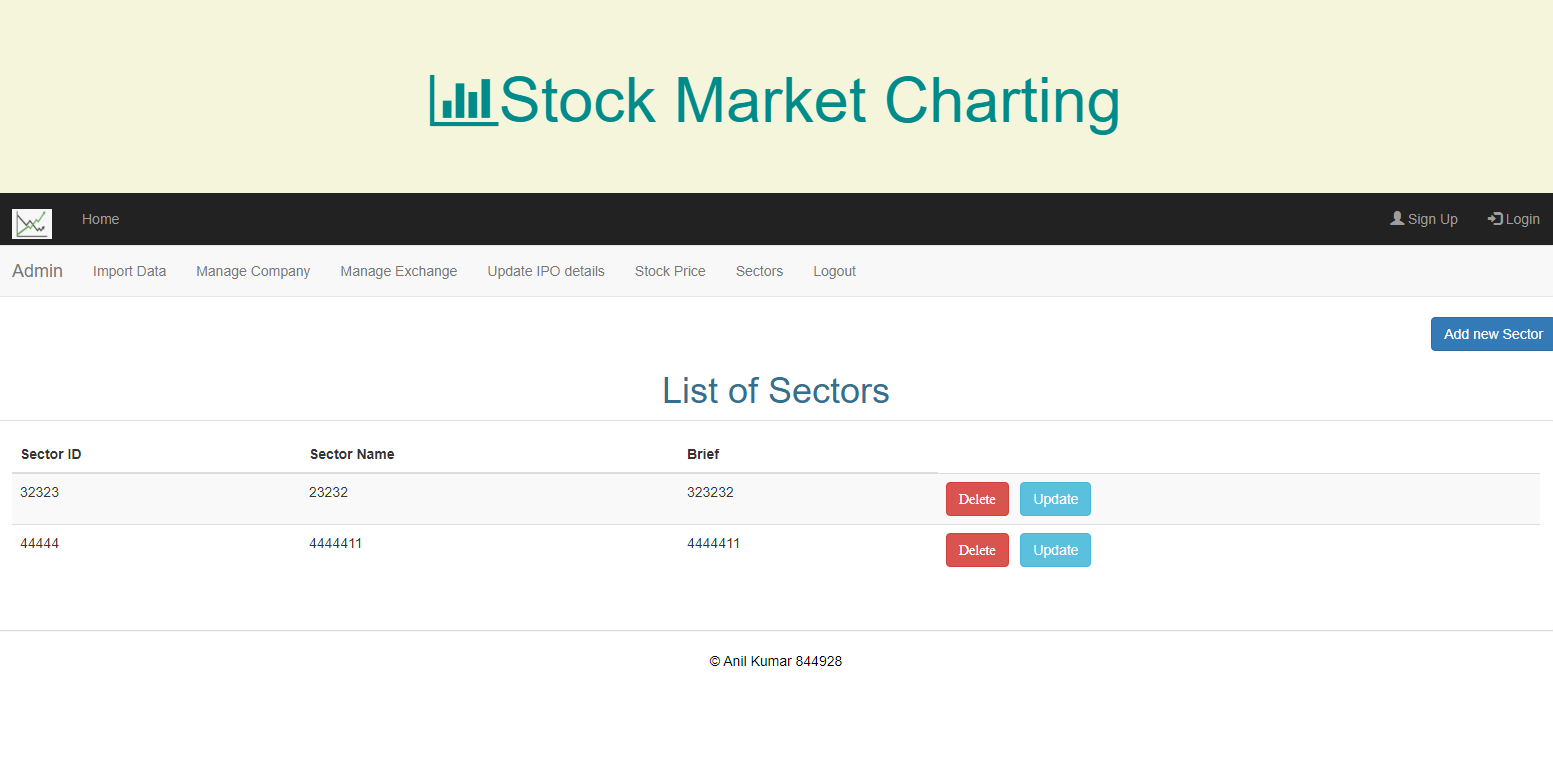 Stock Market Charting
Home Sign Up Login
Admin Import Data Manage Company Manage Exchange Update IPO details Stock Price Sectors Logout
Add new Sector
List of Sectors
Sector ID Sector Name Brief
32323 23232 323232 Delete Update
44444 4444411 4444411 Delete Update
© Anil Kumar 844928